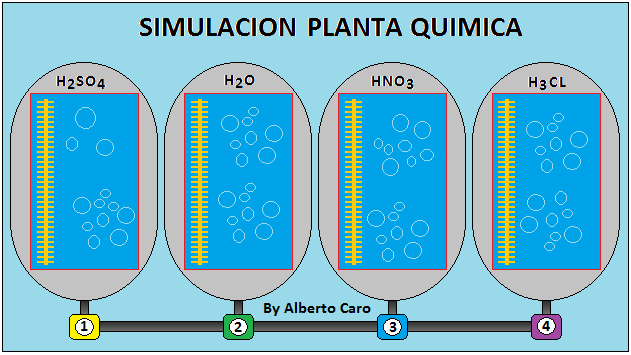 SIMULACION PLANTA QUIMICA
H2SO4
H2O
HNO3
H3CL
By Alberto Caro
1
2
3
4